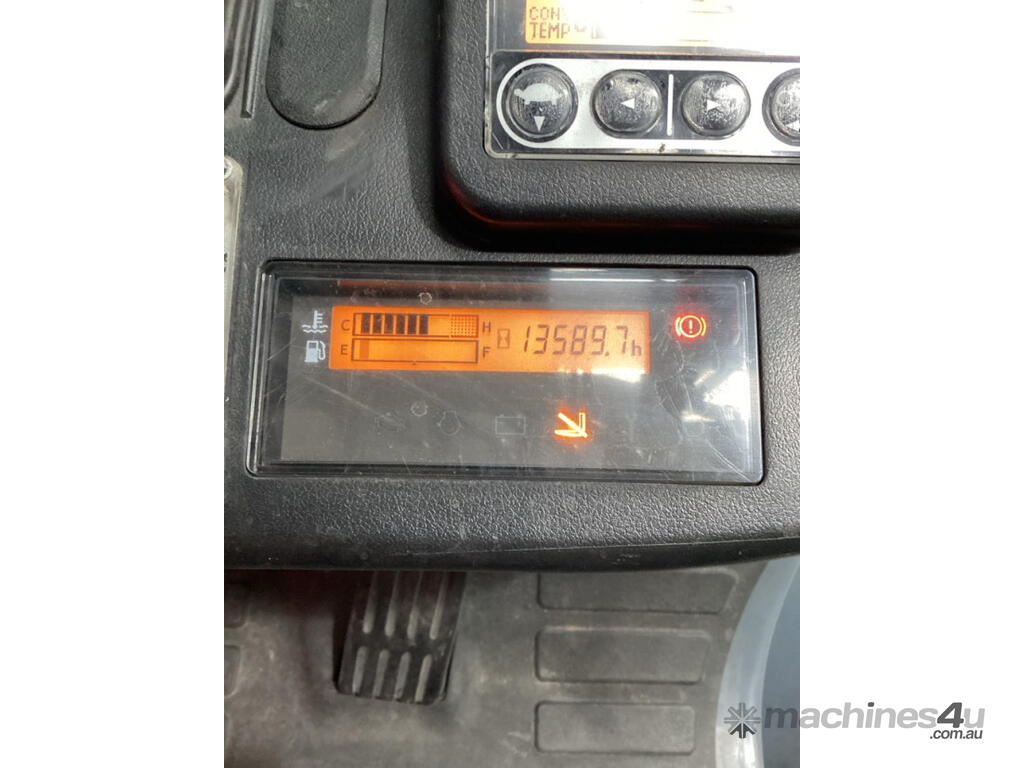 CON
TEMP
C H 13589.7h
E F
machines4u
.com.au